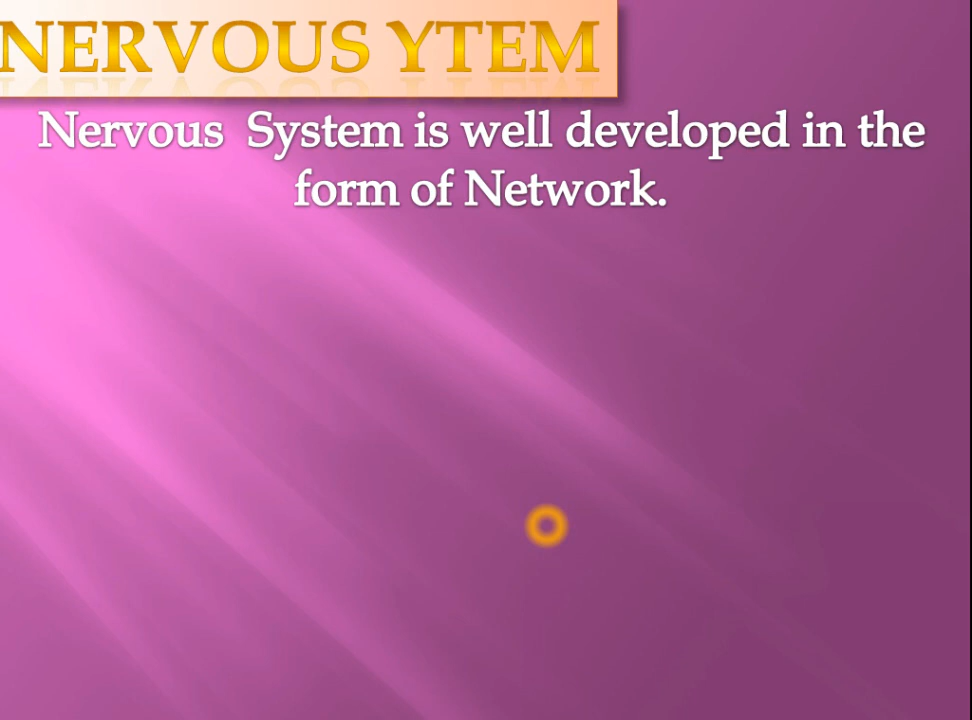 NERVOUS YTEM
Nervous System is well developed in the
form of Network.